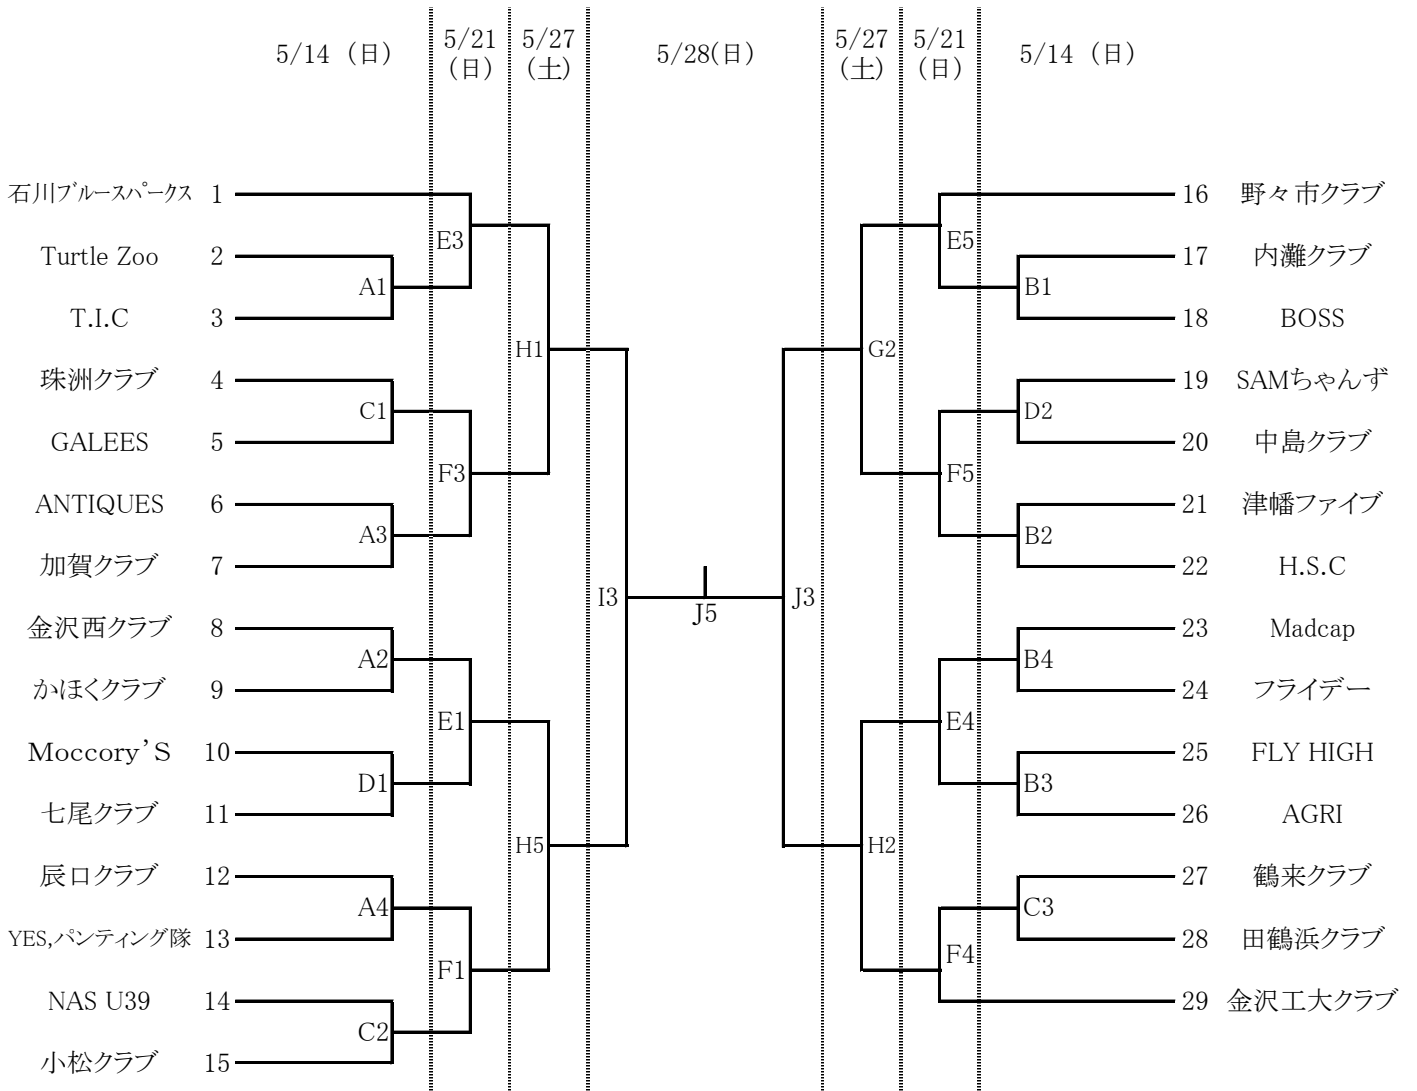 5/14 (日) 5/21 5/27 5/28(日) 5/27 5/21 5/14 (日)
(日) (土) (土) (日)
石川ブルースパークス 1 16 野々市クラブ
E3 E5
Turtle Zoo 2 17 内灘クラブ
A1 B1
T.I.C 3 18 BOSS
H1 G2
珠洲クラブ 4 19 SAMちゃんず
C1 D2
GALEES 5 20 中島クラブ
F3 F5
ANTIQUES 6 21 津幡ファイブ
A3 B2
加賀クラブ 7 22 H.S.C
I3 J5 J3
金沢西クラブ 8 23 Madcap
A2 B4
かほくクラブ 9 24 フライデー
E1 E4
Moccory’S 10 25 FLY HIGH
D1 B3
七尾クラブ 11 26 AGRI
H5 H2
辰口クラブ 12 27 鶴来クラブ
A4 C3
YES,パンティング隊 13 28 田鶴浜クラブ
F1 F4
NAS U39 14 29 金沢工大クラブ
C2
小松クラブ 15